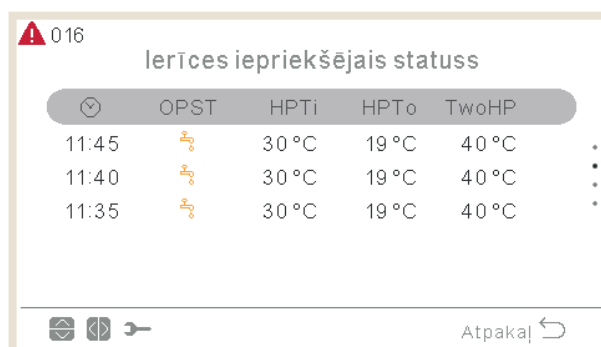 016
Ierīces iepriekšējais statuss
OPST HPTi HPTo TwoHP
11:45 30°C 19°C 40°C
11:40 30°C 19°C 40°C
11:35 30°C 19°C 40°C
Atpakaļ